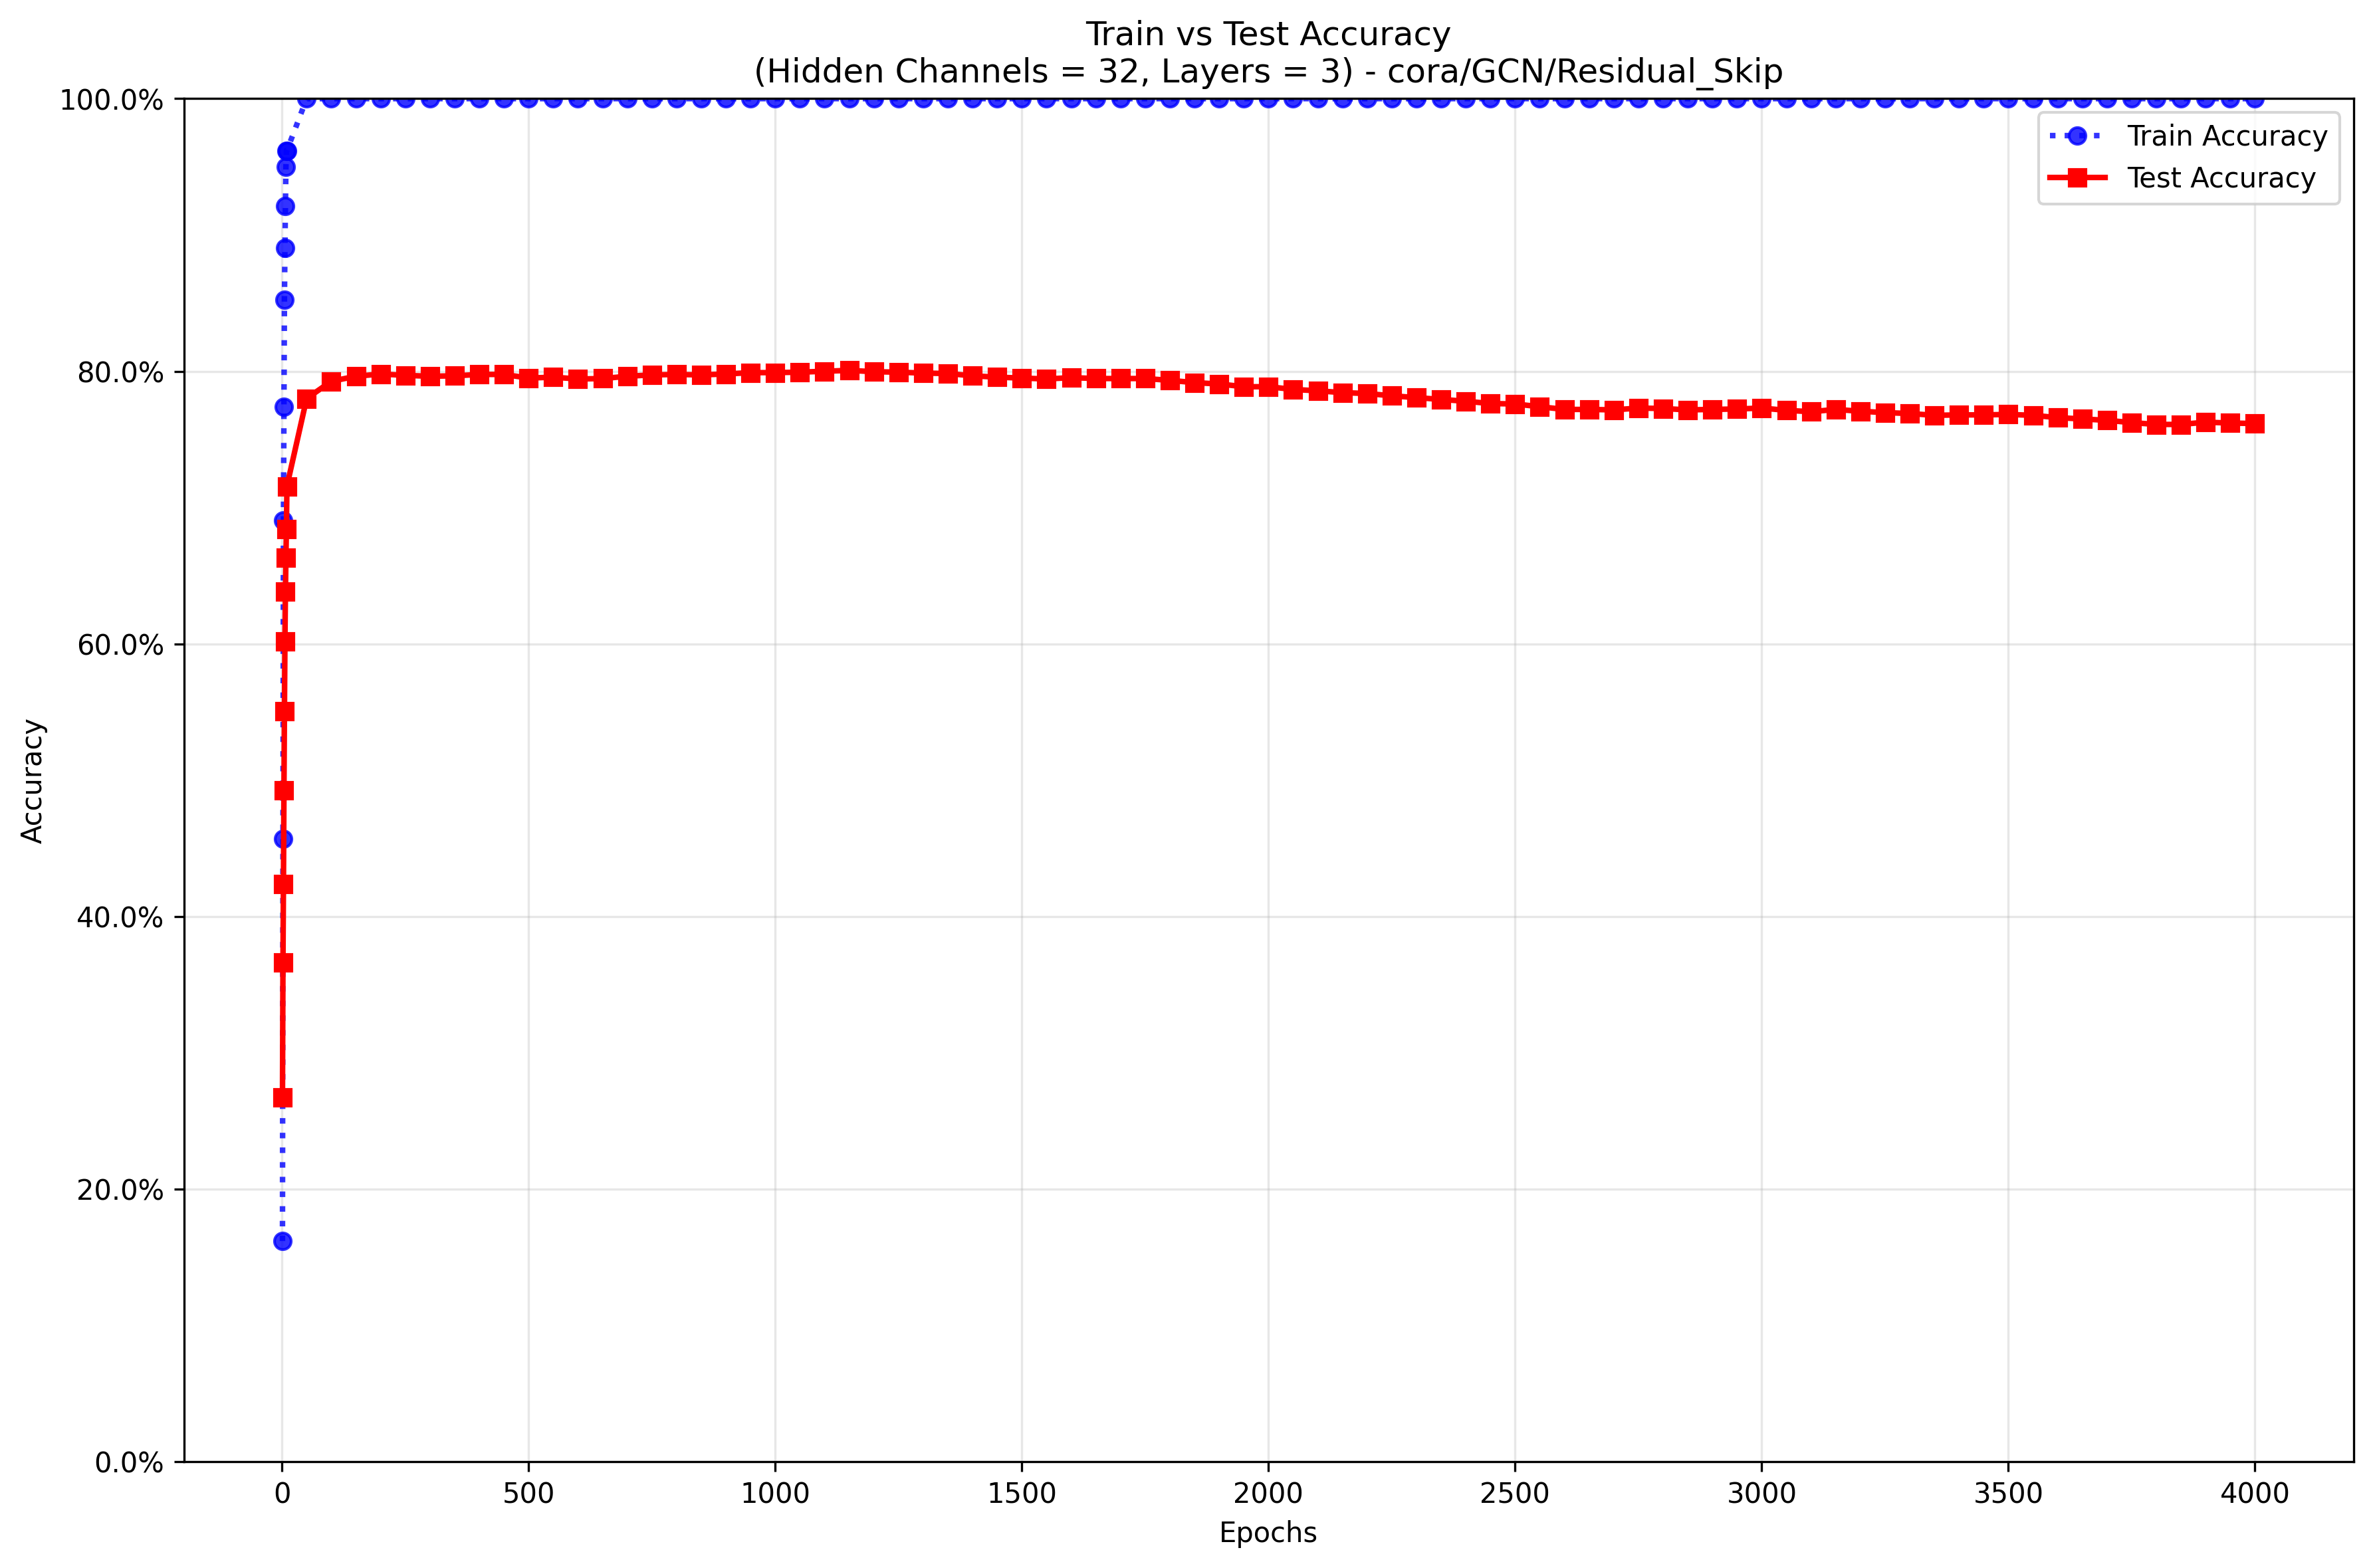 Train vs Test Accuracy
(Hidden Channels = 32, Layers = 3) - cora/GCN/Residual_Skip
100.0%
80.0%
60.0%
40.0%
20.0%
0.0%
Accuracy
Train Accuracy
Test Accuracy
0 500 1000 1500 2000 2500 3000 3500 4000
Epochs